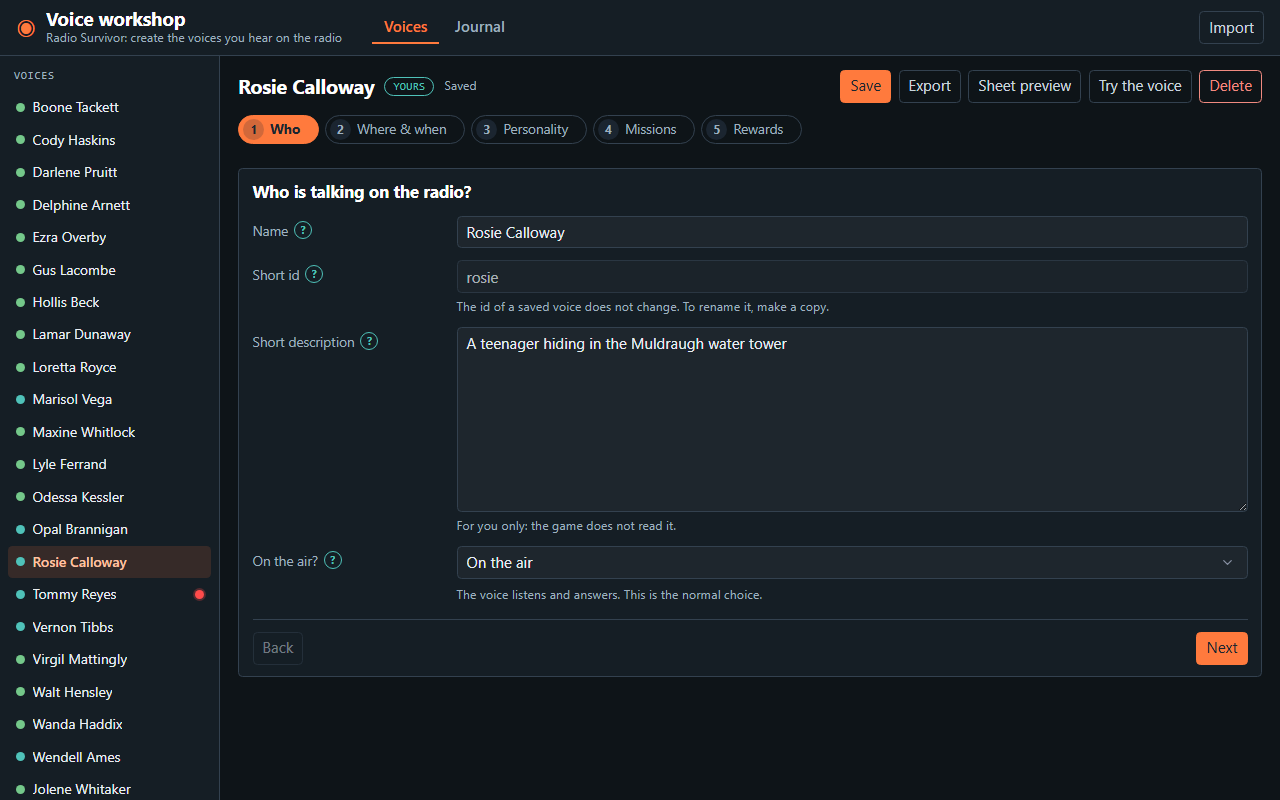 Voice workshop
Radio Survivor: create the voices you hear on the radio
Voices
Journal
Import
VOICES
Boone Tackett
Cody Haskins
Darlene Pruitt
Delphine Arnett
Ezra Overby
Gus Lacombe
Hollis Beck
Lamar Dunaway
Loretta Royce
Marisol Vega
Maxine Whitlock
Lyle Ferrand
Odessa Kessler
Opal Brannigan
Rosie Calloway
Tommy Reyes
Vernon Tibbs
Virgil Mattingly
Walt Hensley
Wanda Haddix
Wendell Ames
Jolene Whitaker
Rosie Calloway YOURS Saved
Save
Export
Sheet preview
Try the voice
Delete
1 Who
2 Where & when
3 Personality
4 Missions
5 Rewards
Who is talking on the radio?
Name ?
Rosie Calloway
Short id ?
rosie
The id of a saved voice does not change. To rename it, make a copy.
Short description ?
A teenager hiding in the Muldraugh water tower
For you only: the game does not read it.
On the air? ?
On the air
The voice listens and answers. This is the normal choice.
Back
Next